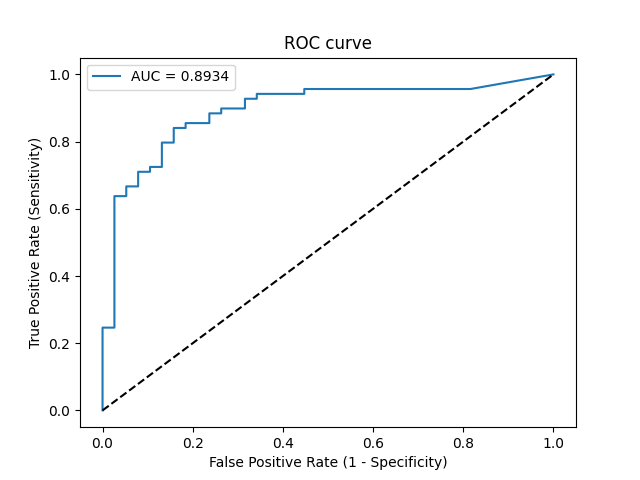 ROC curve
AUC = 0.8934
True Positive Rate (Sensitivity)
1.0
0.8
0.6
0.4
0.2
0.0
0.0 0.2 0.4 0.6 0.8 1.0
False Positive Rate (1 - Specificity)